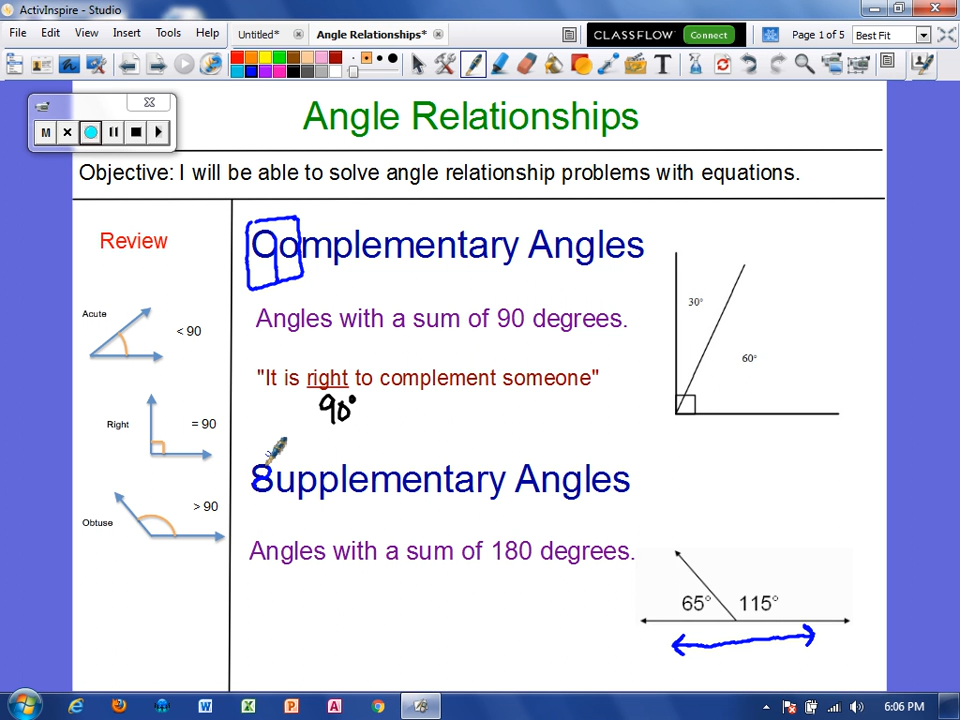 ActivInspire - Studio
File Edit View Insert Tools Help Untitled* Angle Relationships* CLASSFLOW Connect Page 1 of 5 Best Fit
M
Angle Relationships
Objective: I will be able to solve angle relationship problems with equations.
Review
Acute
< 90
Right
= 90
Obtuse
> 90
Complementary Angles
Angles with a sum of 90 degrees.
"It is right to complement someone"
90°
30°
60°
Supplementary Angles
Angles with a sum of 180 degrees.
65° 115°
6:06 PM